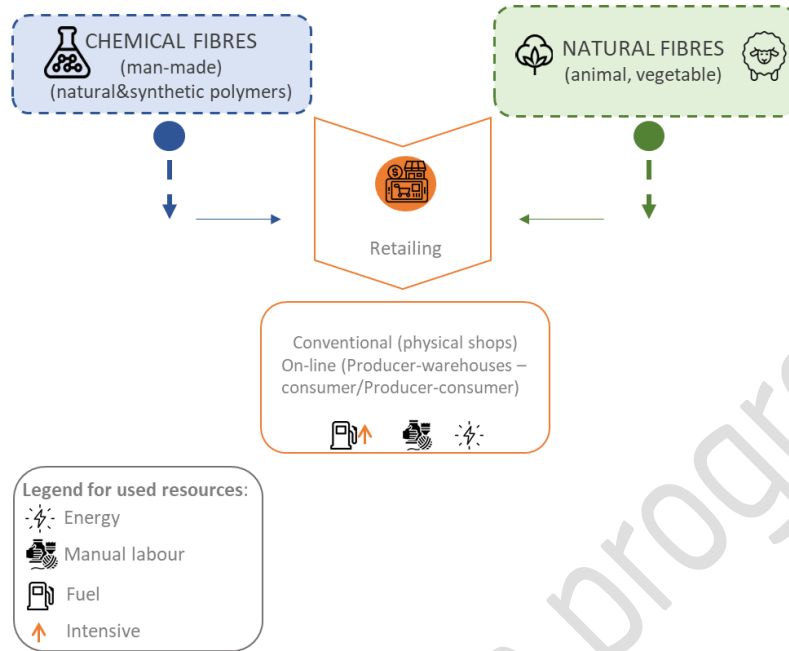 CHEMICAL FIBRES
(man-made)
(natural&synthetic polymers)
NATURAL FIBRES
(animal, vegetable)
Retailing
Conventional (physical shops)
On-line (Producer-warehouses –
consumer/Producer-consumer)
Legend for used resources:
Energy
Manual labour
Fuel
Intensive
progre